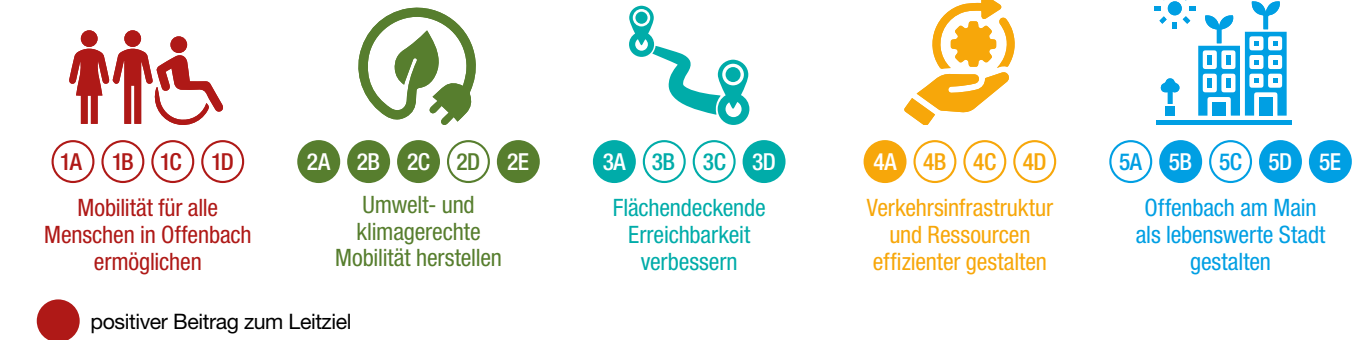 1A 1B 1C 1D
Mobilität für alle
Menschen in Offenbach
ermöglichen
2A 2B 2C 2D 2E
Umwelt- und
klimagerechte
Mobilität herstellen
3A 3B 3C 3D
Flächendeckende
Erreichbarkeit
verbessern
4A 4B 4C 4D
Verkehrsinfrastruktur
und Ressourcen
effizienter gestalten
5A 5B 5C 5D 5E
Offenbach am Main
als lebenswerte Stadt
gestalten
positiver Beitrag zum Leitziel